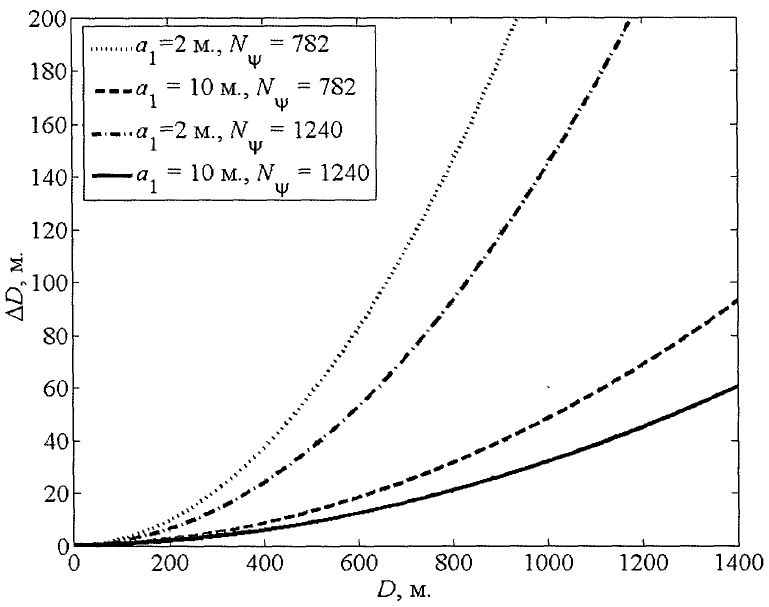 200
180
160
140
120
100
80
60
40
20
0
ΔD, м.
a1=2 м., Nψ = 782
a1 = 10 м., Nψ = 782
a1=2 м., Nψ = 1240
a1 = 10 м., Nψ = 1240
0 200 400 600 800 1000 1200 1400
D, м.